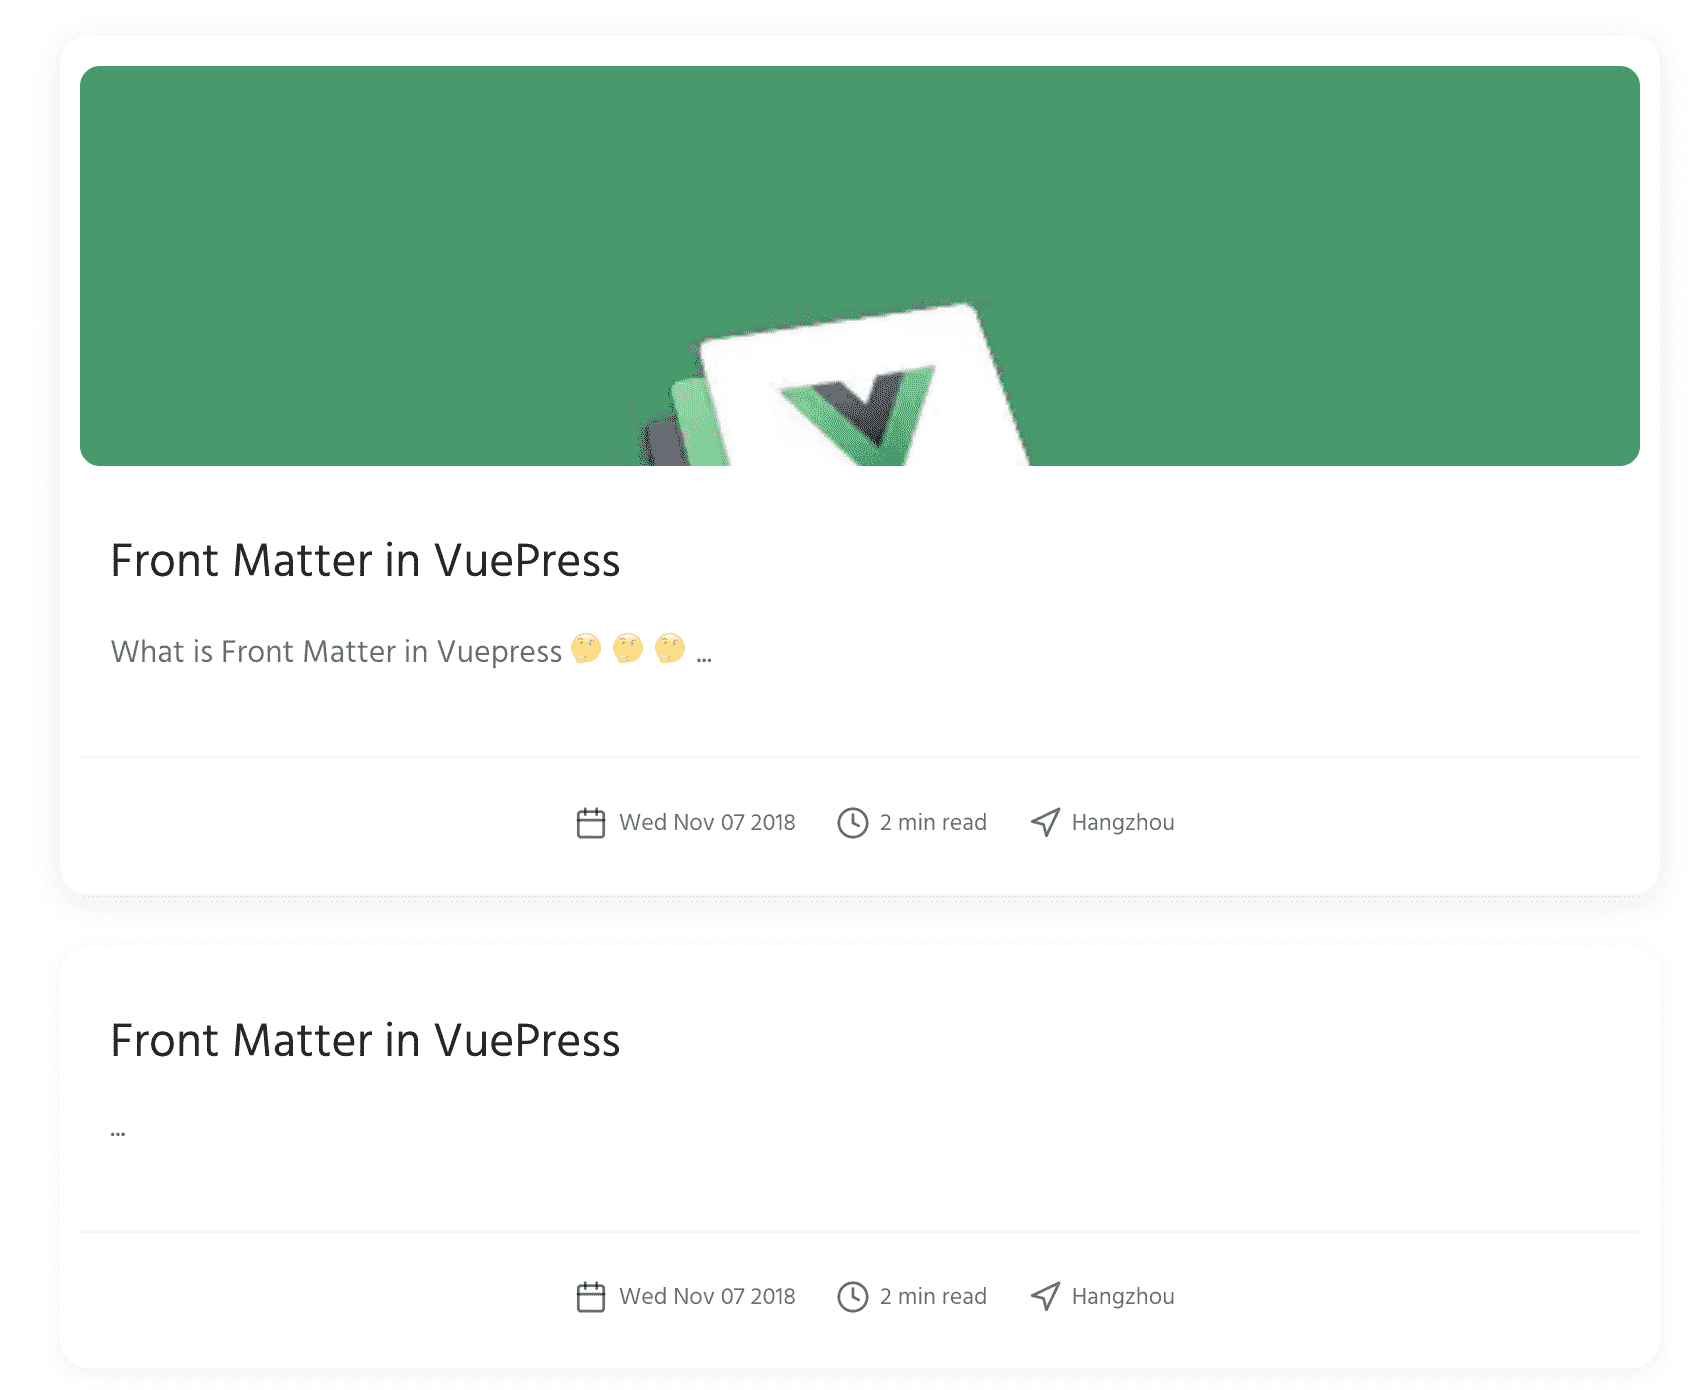 Front Matter in VuePress
What is Front Matter in Vuepress 🤔 🤔 🤔 ...
Wed Nov 07 2018 2 min read Hangzhou
Front Matter in VuePress
...
Wed Nov 07 2018 2 min read Hangzhou